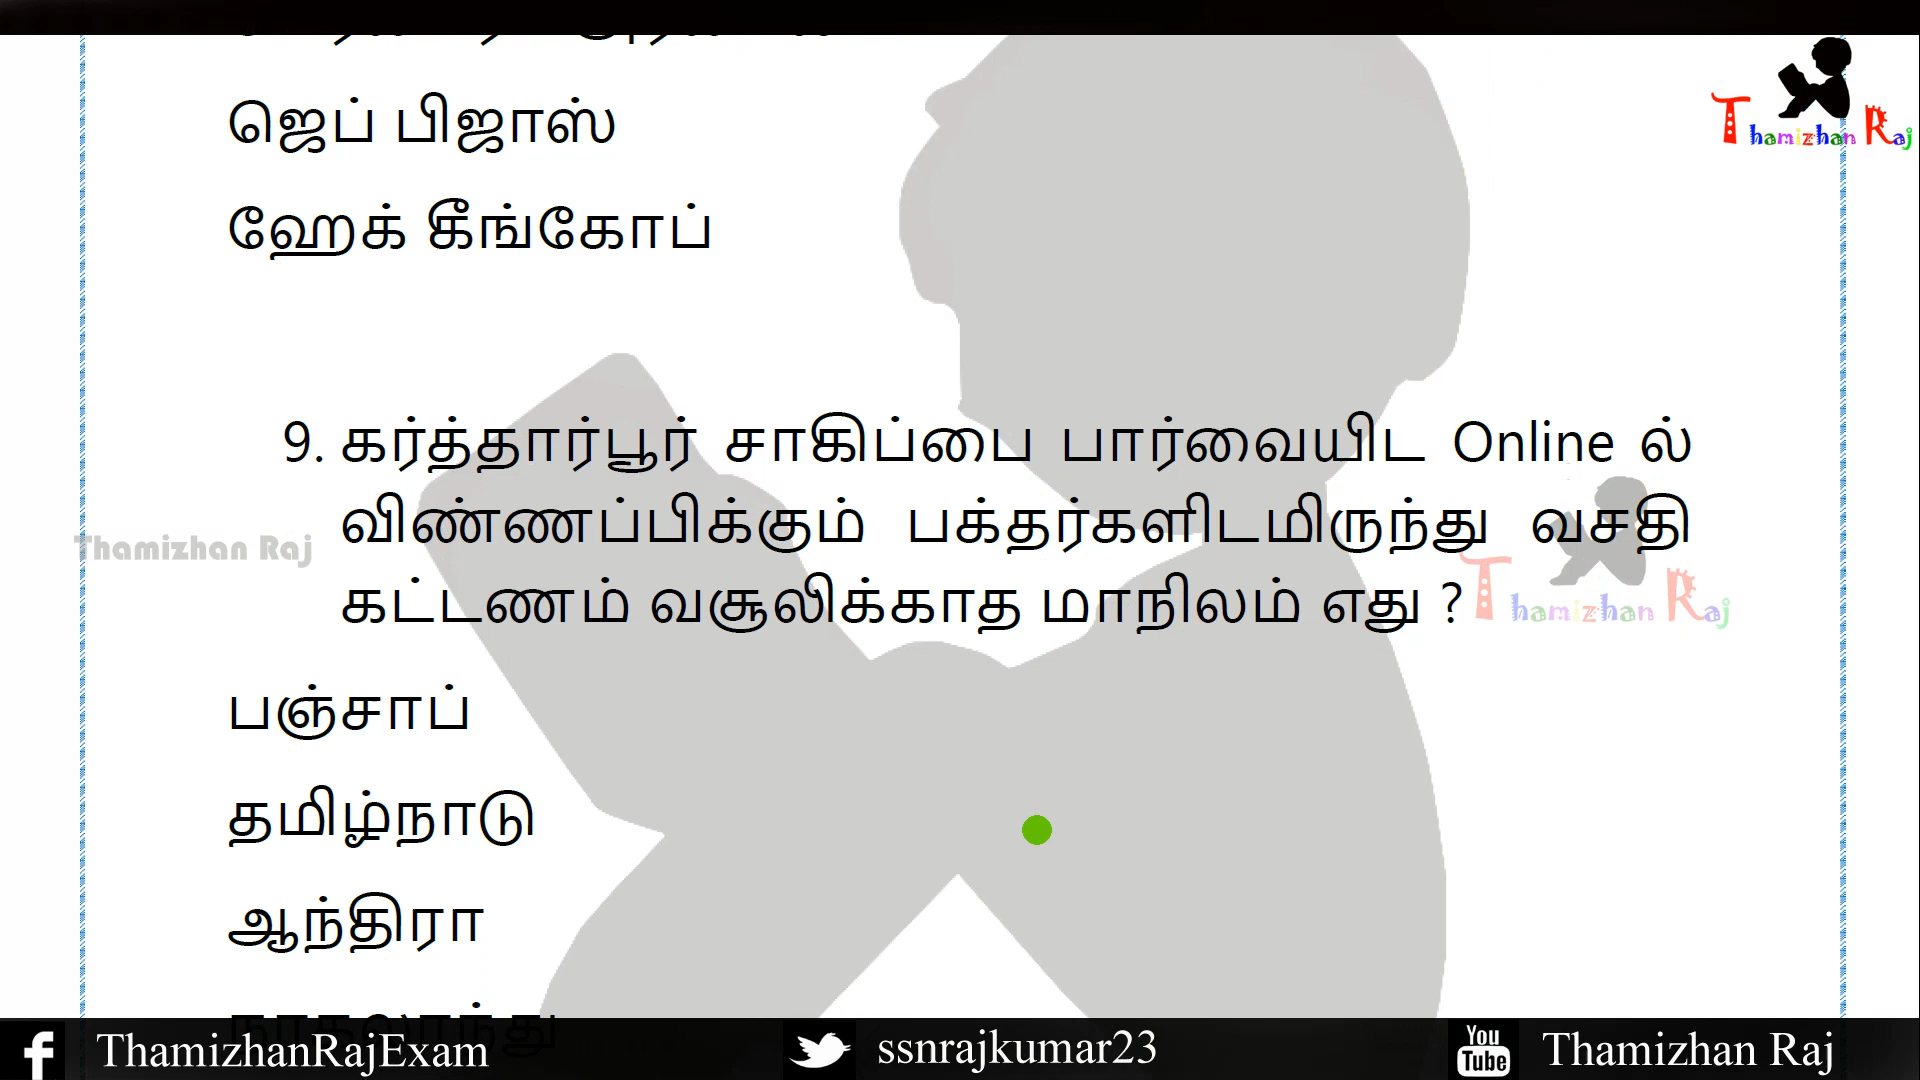 ஜெப் பிஜாஸ்
ஹேக் கீங்கோப்
Thamizhan Raj
9. கர்த்தார்பூர் சாகிப்பை பார்வையிட Online ல்
விண்ணப்பிக்கும் பக்தர்களிடமிருந்து வசதி
கட்டணம் வசூலிக்காத மாநிலம் எது ?
Thamizhan Raj
Thamizhan Raj
பஞ்சாப்
தமிழ்நாடு
ஆந்திரா
ThamizhanRajExam
ssnrajkumar23
You Tube
Thamizhan Raj